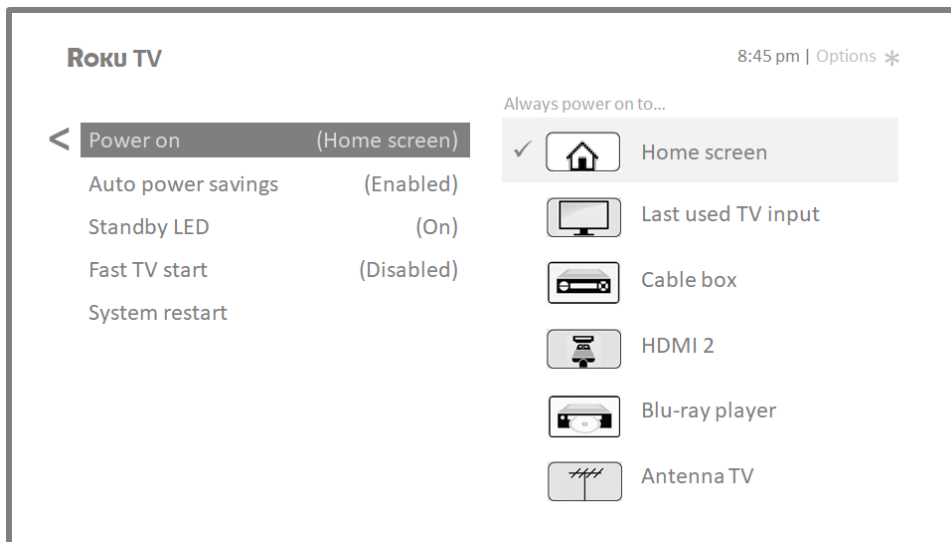 Roku TV
8:45 pm | Options *
Always power on to...
< Power on (Home screen)
Auto power savings (Enabled)
Standby LED (On)
Fast TV start (Disabled)
System restart
✓ Home screen
Last used TV input
Cable box
HDMI 2
Blu-ray player
Antenna TV